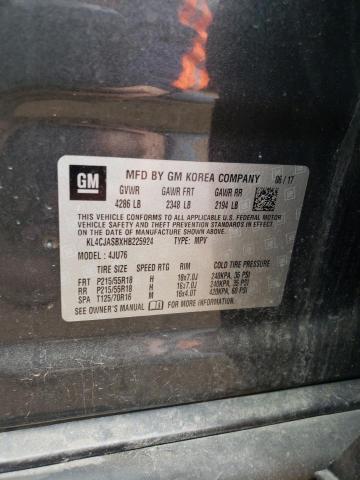 GM
MFD BY GM KOREA COMPANY 06/17
GVWR GAWR FRT GAWR RR
4286 LB 2348 LB 2194 LB
THIS VEHICLE CONFORMS TO ALL APPLICABLE U.S. FEDERAL MOTOR
VEHICLE SAFETY AND THEFT PREVENTION STANDARDS IN EFFECT ON
THE DATE OF MANUFACTURE SHOWN ABOVE.
KL4CJASBXHB225924 TYPE: MPV
MODEL: 4JU76
TIRE SIZE SPEED RTG RIM COLD TIRE PRESSURE
FRT P215/55R18 H 18x7.0J 240KPA, 35 PSI
RR P215/55R18 H 18x7.0J 240KPA, 35 PSI
SPA T125/70R16 M 16x4.0T 420KPA, 60 PSI
SEE OWNER'S MANUAL FOR MORE INFORMATION.